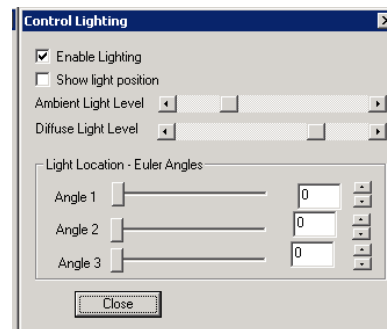 Control Lighting
Enable Lighting
Show light position
Ambient Light Level
Diffuse Light Level
Light Location - Euler Angles
Angle 1 0
Angle 2 0
Angle 3 0
Close